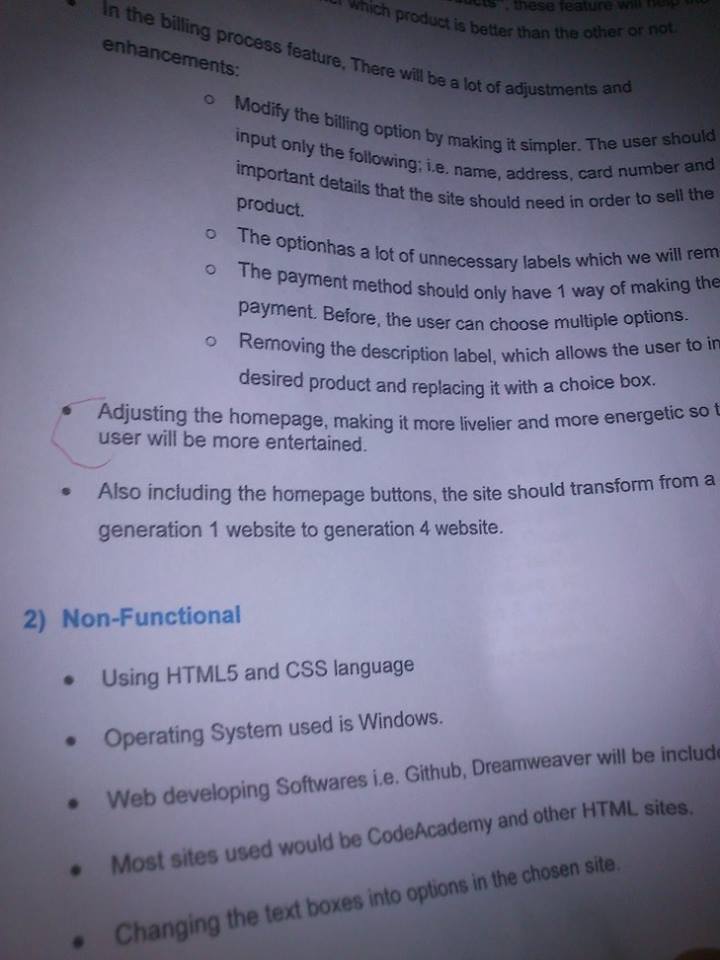 which product is better than the other or not.
these feature will help
In the billing process feature, There will be a lot of adjustments and
enhancements:
Modify the billing option by making it simpler. The user should
input only the following; i.e. name, address, card number and
important details that the site should need in order to sell the
product.
The optionhas a lot of unnecessary labels which we will rem
The payment method should only have 1 way of making the
payment. Before, the user can choose multiple options.
Removing the description label, which allows the user to in
desired product and replacing it with a choice box.
Adjusting the homepage, making it more livelier and more energetic so t
user will be more entertained.
Also including the homepage buttons, the site should transform from a
generation 1 website to generation 4 website.
2) Non-Functional
Using HTML5 and CSS language
Operating System used is Windows.
Web developing Softwares i.e. Github, Dreamweaver will be include
Most sites used would be CodeAcademy and other HTML sites.
Changing the text boxes into options in the chosen site.